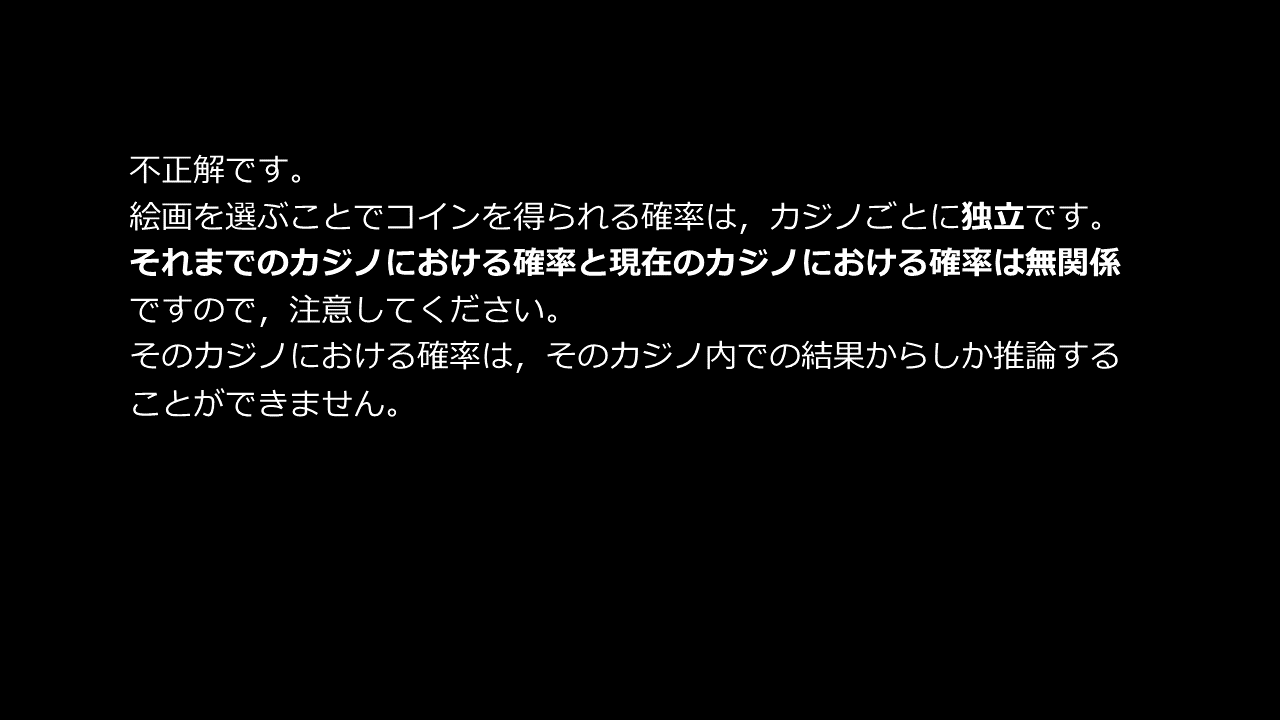 不正解です。
絵画を選ぶことでコインを得られる確率は，カジノごとに独立です。
それまでのカジノにおける確率と現在のカジノにおける確率は無関係
ですので，注意してください。
そのカジノにおける確率は，そのカジノ内での結果からしか推論する
ことができません。